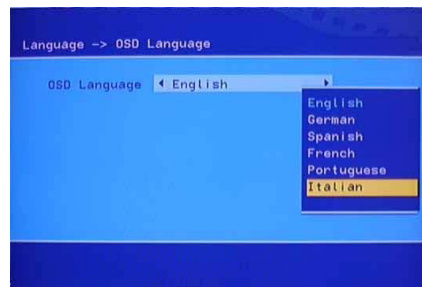 Language -> OSD Language
OSD Language English
English
German
Spanish
French
Portuguese
Italian